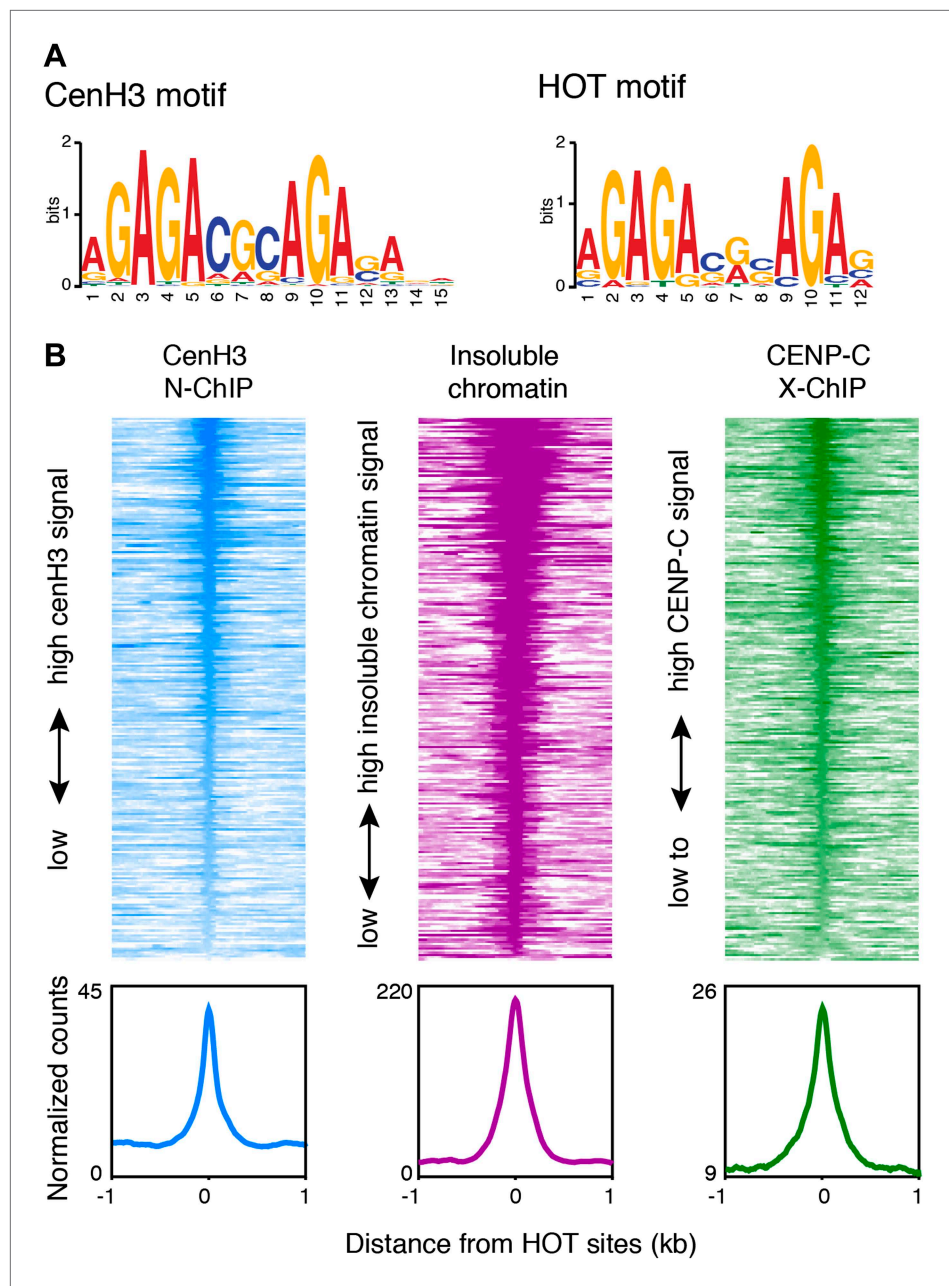 A
CenH3 motif
HOT motif
2
1
0
bits
A G A G A C G C A G A G A
1 2 3 4 5 6 7 8 9 10 11 12 13 14 15
2
1
0
bits
A G A G A C G C A G A G
1 2 3 4 5 6 7 8 9 10 11 12
B
CenH3
N-ChIP
Insoluble
chromatin
CENP-C
X-ChIP
low
high cenH3 signal
low
high insoluble chromatin signal
low to
high CENP-C signal
Normalized counts
45
0
-1 0 1
220
0
-1 0 1
26
9
-1 0 1
Distance from HOT sites (kb)